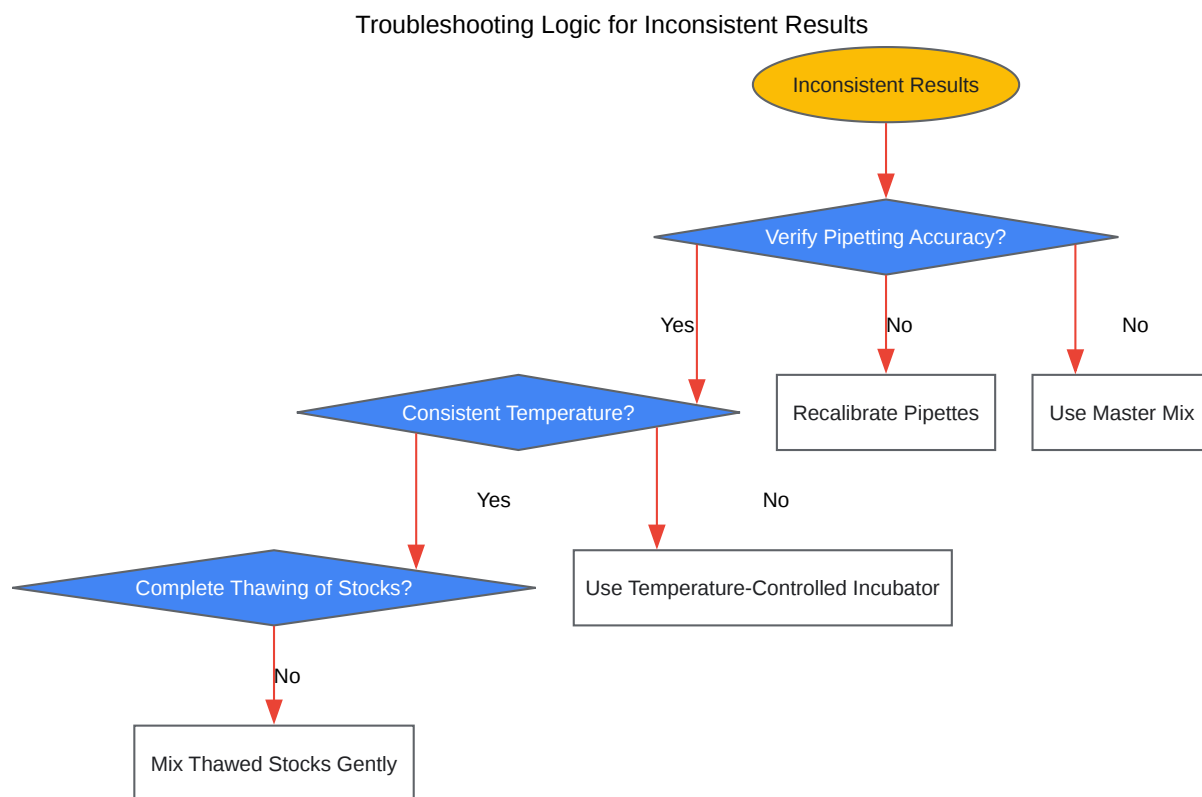 Troubleshooting Logic for Inconsistent Results
Inconsistent Results
Verify Pipetting Accuracy?
Yes
No
No
Consistent Temperature?
Recalibrate Pipettes
Use Master Mix
Yes
No
Complete Thawing of Stocks?
Use Temperature-Controlled Incubator
No
Mix Thawed Stocks Gently